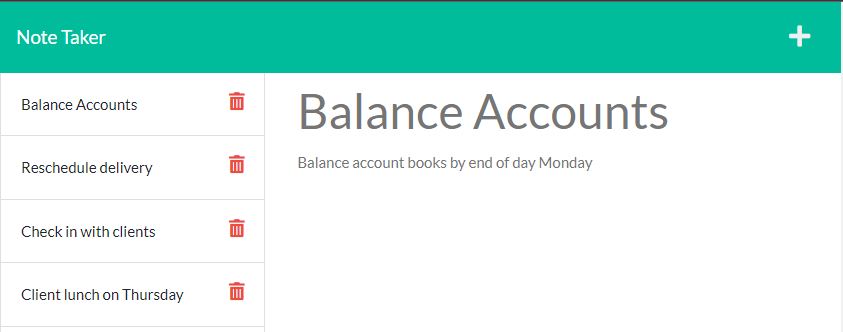 Note Taker
Balance Accounts
Reschedule delivery
Check in with clients
Client lunch on Thursday
Balance Accounts
Balance account books by end of day Monday